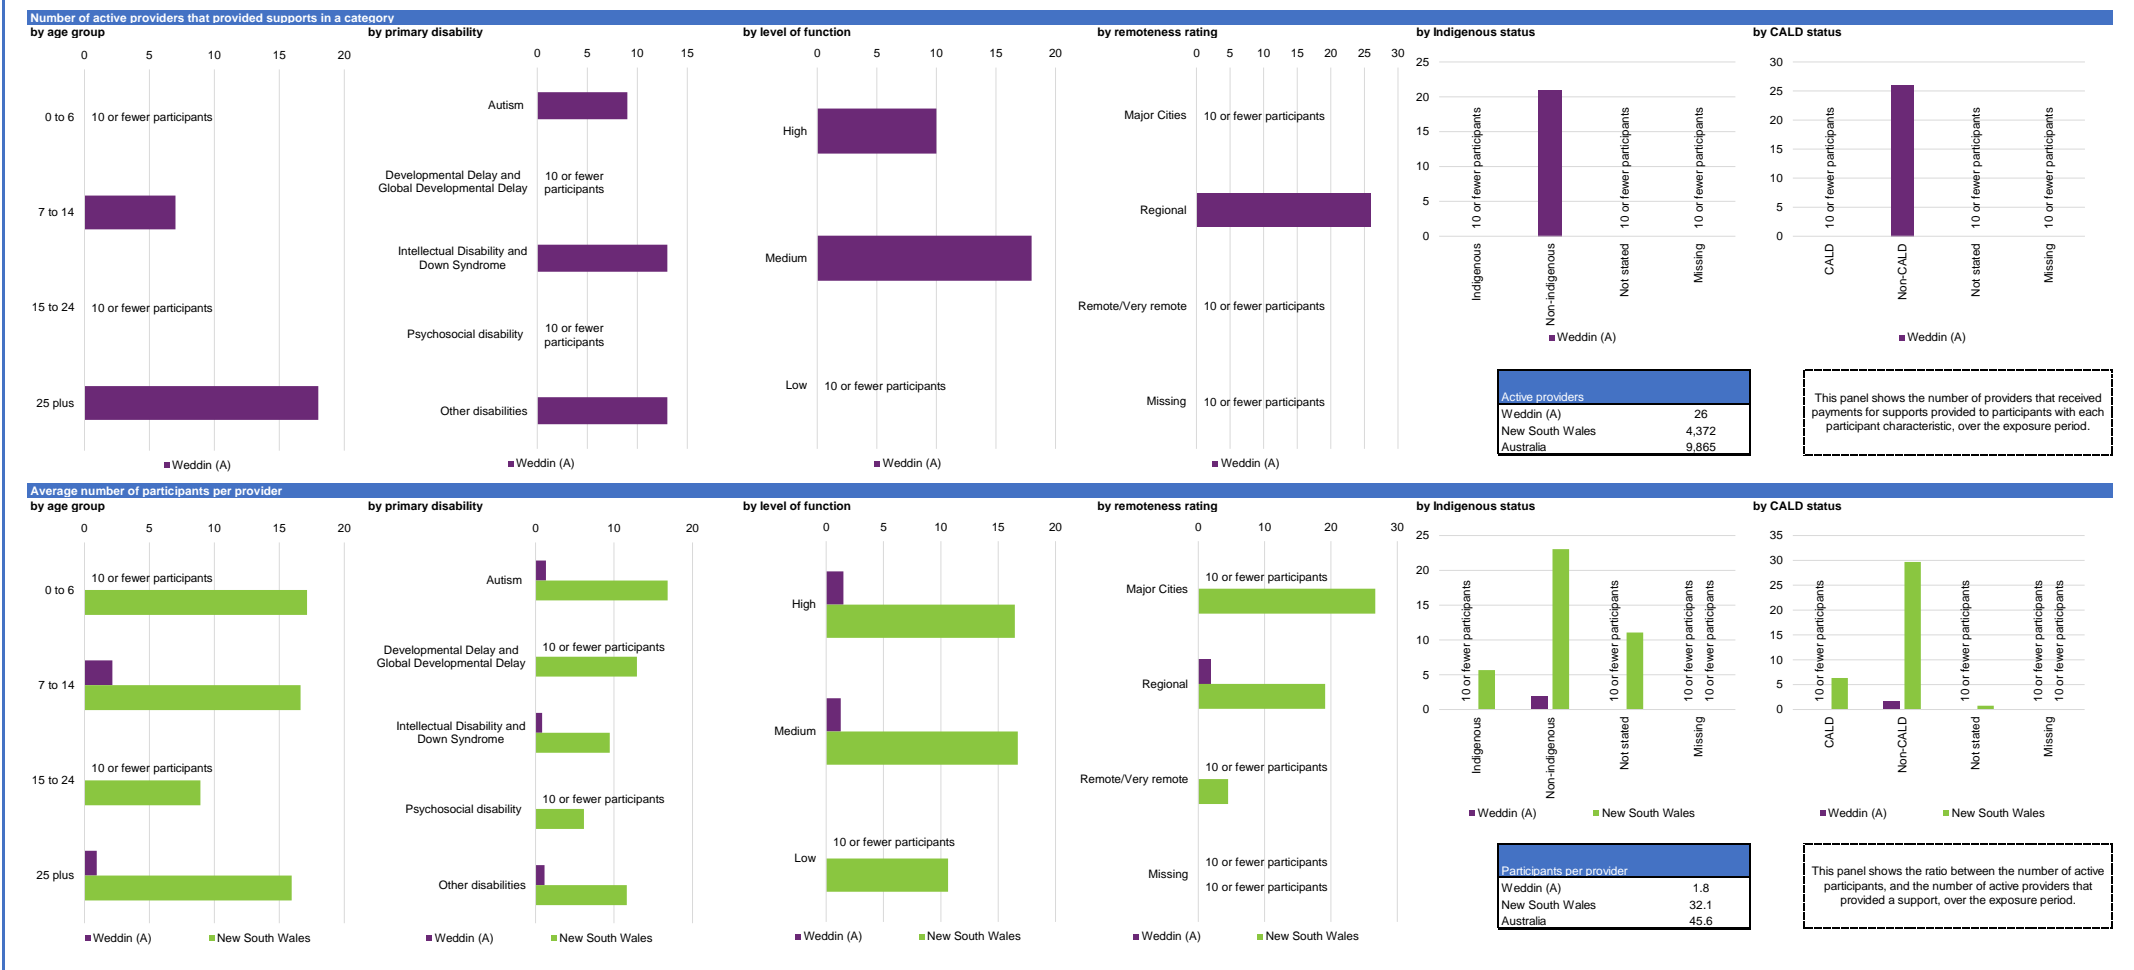 Number of active providers that provided supports in a category
by age group
0 5 10 15 20
0 to 6
10 or fewer participants
7 to 14
15 to 24
10 or fewer participants
25 plus
Weddin (A)
by primary disability
0 5 10 15
Autism
Developmental Delay and
Global Developmental Delay
10 or fewer
participants
Intellectual Disability and
Down Syndrome
Psychosocial disability
10 or fewer
participants
Other disabilities
Weddin (A)
by level of function
0 5 10 15 20
High
Medium
Low
10 or fewer participants
Weddin (A)
by remoteness rating
0 5 10 15 20 25 30
Major Cities
10 or fewer participants
Regional
Remote/Very remote
10 or fewer participants
Missing
10 or fewer participants
Weddin (A)
by Indigenous status
25
20
15
10
5
0
10 or fewer participants
10 or fewer participants
10 or fewer participants
Indigenous
Non-indigenous
Not stated
Missing
Weddin (A)
by CALD status
30
25
20
15
10
5
0
10 or fewer participants
10 or fewer participants
10 or fewer participants
CALD
Non-CALD
Not stated
Missing
Weddin (A)
Active providers
Weddin (A) 26
New South Wales 4,372
Australia 9,865
This panel shows the number of providers that received
payments for supports provided to participants with each
participant characteristic, over the exposure period.
Average number of participants per provider
by age group
0 5 10 15 20
0 to 6
10 or fewer participants
7 to 14
15 to 24
10 or fewer participants
25 plus
Weddin (A) New South Wales
by primary disability
0 10 20
Autism
Developmental Delay and
Global Developmental Delay
10 or fewer participants
Intellectual Disability and
Down Syndrome
Psychosocial disability
10 or fewer participants
Other disabilities
Weddin (A) New South Wales
by level of function
0 5 10 15 20
High
Medium
Low
10 or fewer participants
Weddin (A) New South Wales
by remoteness rating
0 10 20 30
Major Cities
10 or fewer participants
Regional
Remote/Very remote
10 or fewer participants
Missing
10 or fewer participants
10 or fewer participants
Weddin (A) New South Wales
by Indigenous status
25
20
15
10
5
0
10 or fewer participants
10 or fewer participants
10 or fewer participants
10 or fewer participants
Indigenous
Non-indigenous
Not stated
Missing
Weddin (A) New South Wales
by CALD status
35
30
25
20
15
10
5
0
10 or fewer participants
10 or fewer participants
10 or fewer participants
10 or fewer participants
CALD
Non-CALD
Not stated
Missing
Weddin (A) New South Wales
Participants per provider
Weddin (A) 1.8
New South Wales 32.1
Australia 45.6
This panel shows the ratio between the number of active
participants, and the number of active providers that
provided a support, over the exposure period.